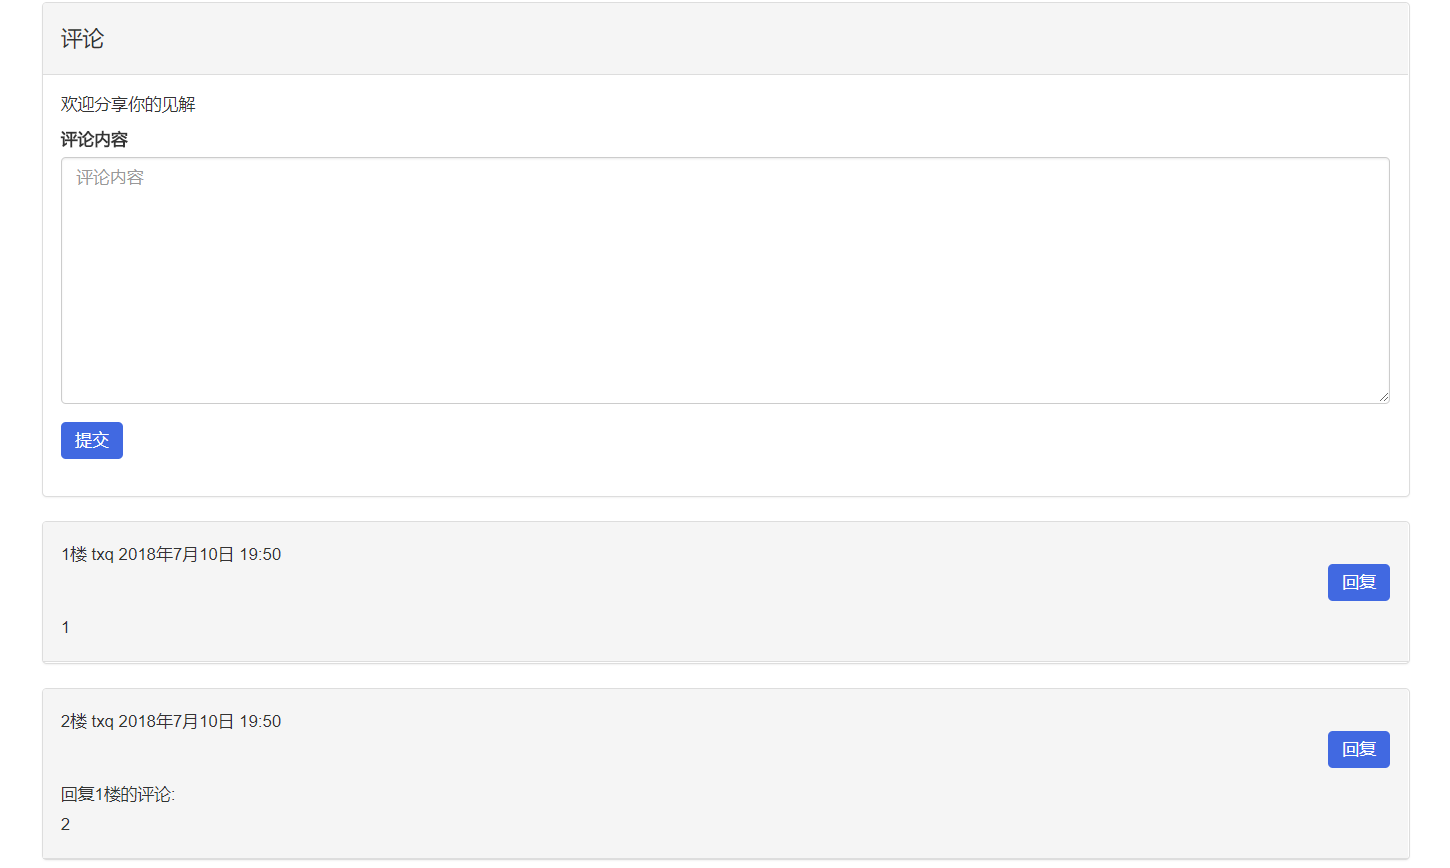 评论
欢迎分享你的见解
评论内容
评论内容
提交
1楼 txq 2018年7月10日 19:50
回复
1
2楼 txq 2018年7月10日 19:50
回复
回复1楼的评论:
2